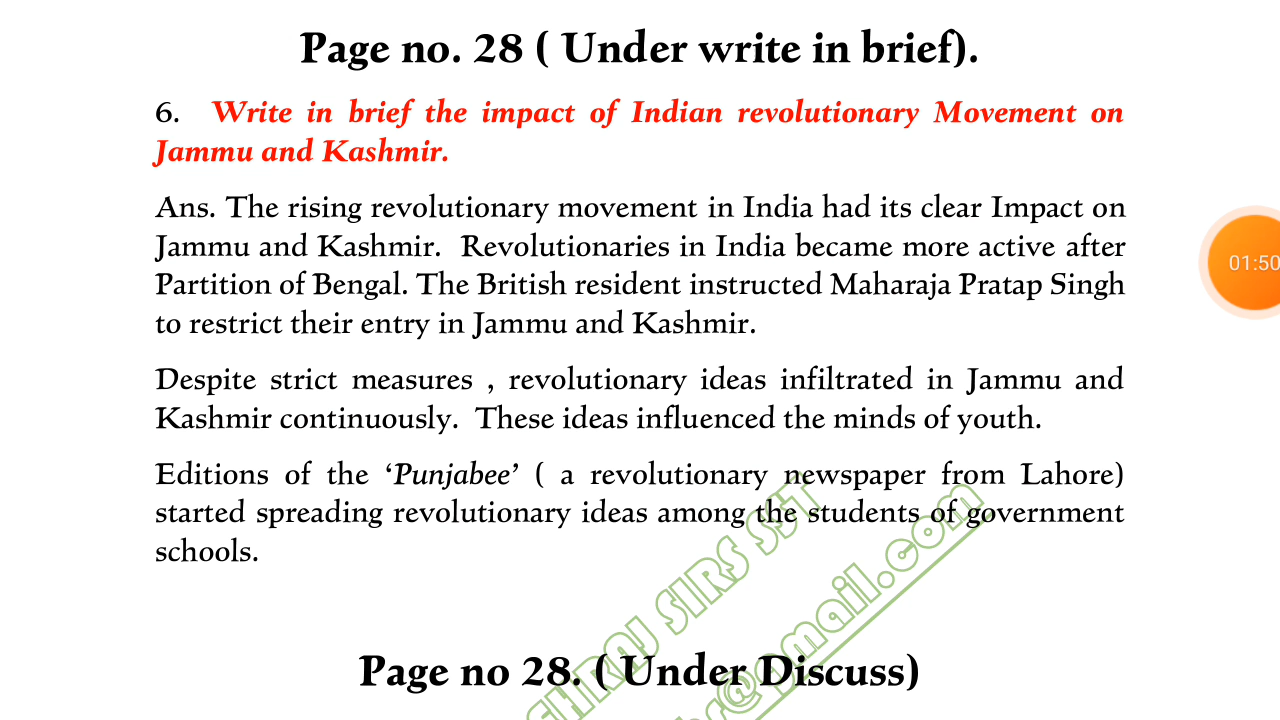 Page no. 28 ( Under write in brief).
6. Write in brief the impact of Indian revolutionary Movement on
Jammu and Kashmir.
Ans. The rising revolutionary movement in India had its clear Impact on
Jammu and Kashmir. Revolutionaries in India became more active after
Partition of Bengal. The British resident instructed Maharaja Pratap Singh
to restrict their entry in Jammu and Kashmir.
01:50
Despite strict measures , revolutionary ideas infiltrated in Jammu and
Kashmir continuously. These ideas influenced the minds of youth.
Editions of the ‘Punjabee’ ( a revolutionary newspaper from Lahore)
started spreading revolutionary ideas among the students of government
schools.
SIRS SST
@gmail.com
Page no 28. ( Under Discuss)